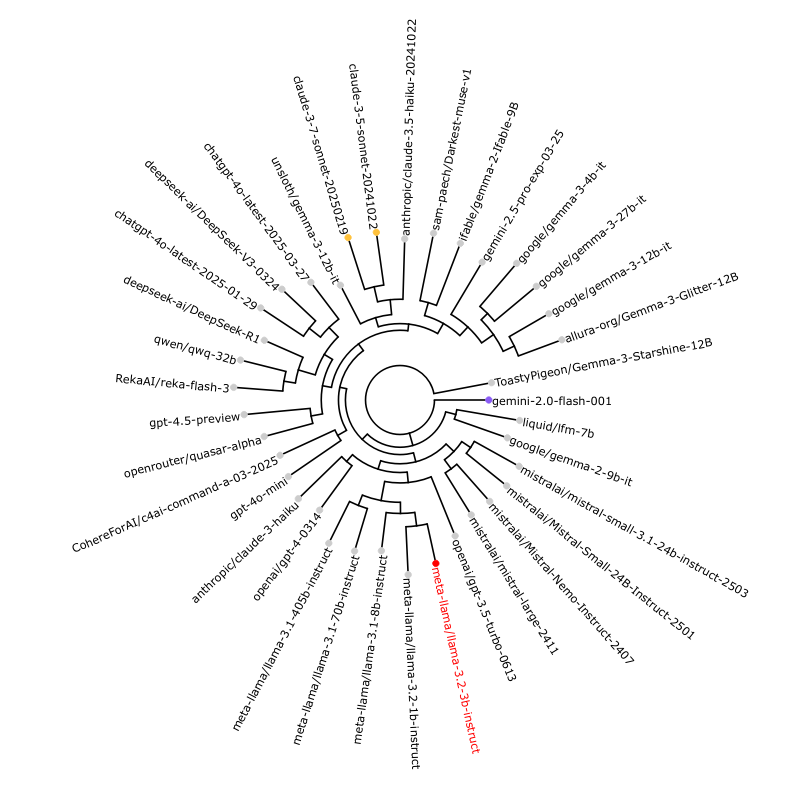 anthropic/claude-3.5-haiku-20241022
sam-paech/Darkest-muse-v1
ifable/gemma-2-Ifable-9B
gemini-2.5-pro-exp-03-25
google/gemma-3-4b-it
google/gemma-3-27b-it
google/gemma-3-12b-it
allura-org/Gemma-3-Glitter-12B
ToastyPigeon/Gemma-3-Starshine-12B
gemini-2.0-flash-001
liquid/lfm-7b
google/gemma-2-9b-it
mistralai/mistral-small-3.1-24b-instruct-2503
mistralai/Mistral-Small-24B-Instruct-2501
mistralai/Mistral-Nemo-Instruct-2407
mistralai/mistral-large-2411
openai/gpt-3.5-turbo-0613
meta-llama/llama-3.2-3b-instruct
meta-llama/llama-3.2-1b-instruct
meta-llama/llama-3.1-8b-instruct
meta-llama/llama-3.1-70b-instruct
meta-llama/llama-3.1-405b-instruct
openai/gpt-4-0314
anthropic/claude-3-haiku
gpt-4o-mini
CohereForAI/c4ai-command-a-03-2025
openrouter/quasar-alpha
gpt-4.5-preview
RekaAI/reka-flash-3
qwen/qwq-32b
deepseek-ai/DeepSeek-R1
chatgpt-4o-latest-2025-01-29
deepseek-ai/DeepSeek-V3-0324
chatgpt-4o-latest-2025-03-27
unsloth/gemma-3-12b-it
claude-3-7-sonnet-20250219
claude-3-5-sonnet-20241022